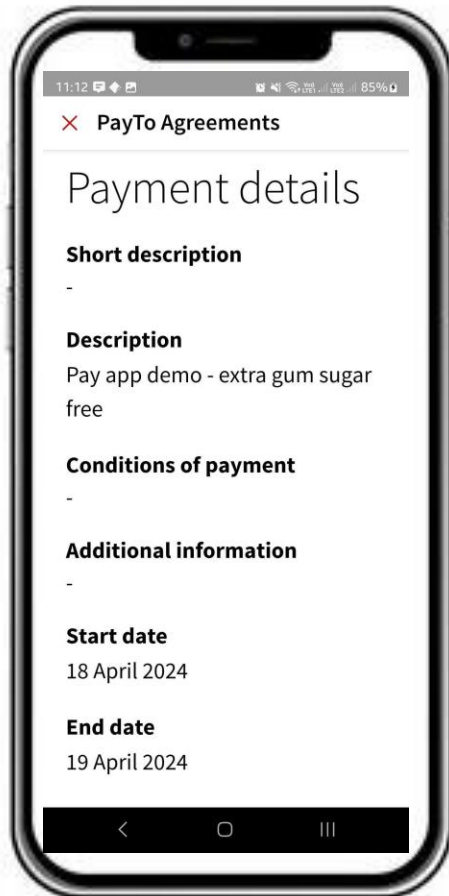 11:12 85%
× PayTo Agreements
Payment details
Short description
-
Description
Pay app demo - extra gum sugar
free
Conditions of payment
-
Additional information
-
Start date
18 April 2024
End date
19 April 2024